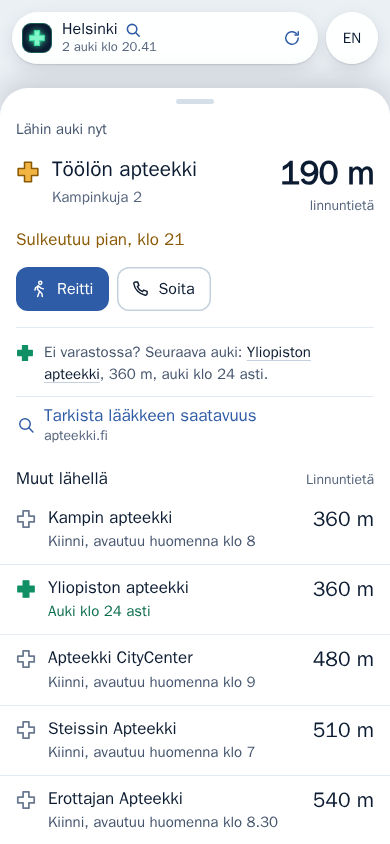 Helsinki
2 auki klo 20.41
EN
Lähin auki nyt
Töölön apteekki
190 m
Kampinkuja 2
linnuntietä
Sulkeutuu pian, klo 21
Reitti
Soita
Ei varastossa? Seuraava auki: Yliopiston
apteekki, 360 m, auki klo 24 asti.
Tarkista lääkkeen saatavuus
apteekki.fi
Muut lähellä
Linnuntietä
Kampin apteekki
360 m
Kiinni, avautuu huomenna klo 8
Yliopiston apteekki
360 m
Auki klo 24 asti
Apteekki CityCenter
480 m
Kiinni, avautuu huomenna klo 9
Steissin Apteekki
510 m
Kiinni, avautuu huomenna klo 7
Erottajan Apteekki
540 m
Kiinni, avautuu huomenna klo 8.30